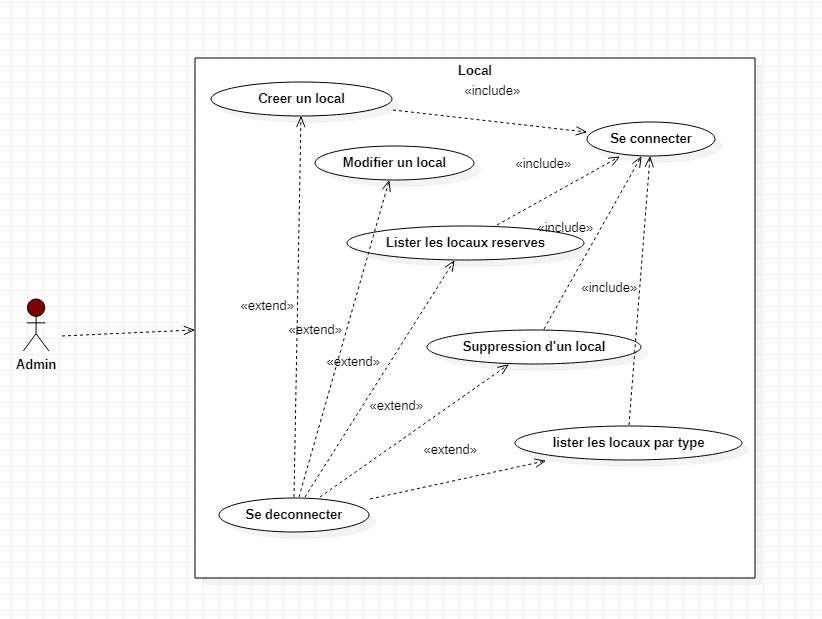 Local
«include»
Creer un local
Se connecter
Modifier un local
«include»
«include»
Lister les locaux reserves
«include»
«extend»
«extend»
Suppression d'un local
«extend»
Admin
«extend»
lister les locaux par type
«extend»
Se deconnecter